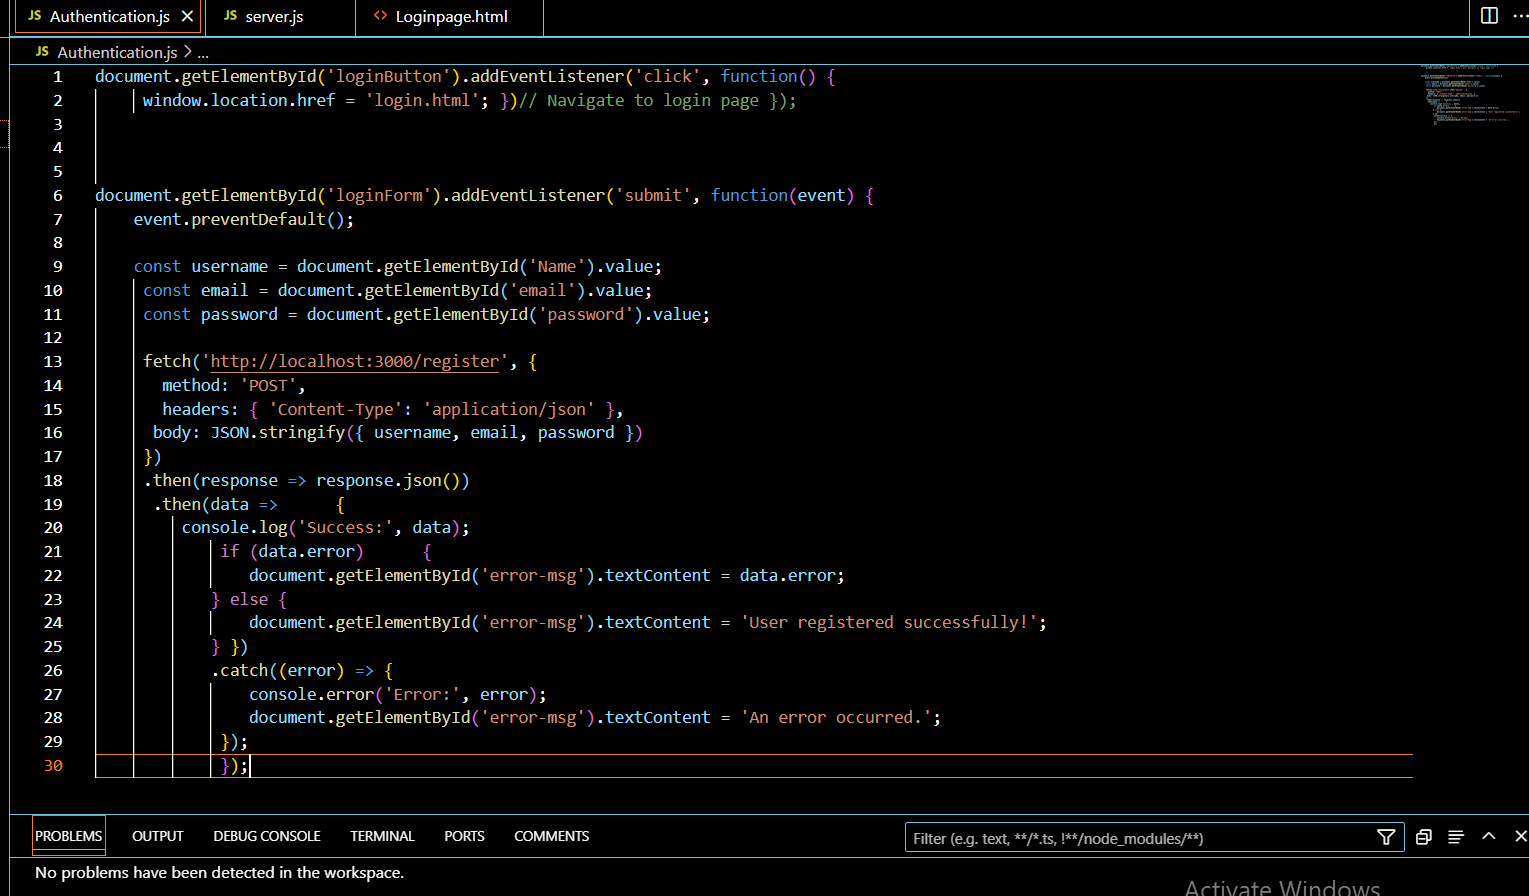 JS Authentication.js
JS server.js
<> Loginpage.html
JS Authentication.js > ...
1 document.getElementById('loginButton').addEventListener('click', function() {
2 window.location.href = 'login.html'; })// Navigate to login page });
3
4
5
6 document.getElementById('loginForm').addEventListener('submit', function(event) {
7 event.preventDefault();
8
9 const username = document.getElementById('Name').value;
10 const email = document.getElementById('email').value;
11 const password = document.getElementById('password').value;
12
13 fetch('http://localhost:3000/register', {
14 method: 'POST',
15 headers: { 'Content-Type': 'application/json' },
16 body: JSON.stringify({ username, email, password })
17 })
18 .then(response => response.json())
19 .then(data => {
20 console.log('Success:', data);
21 if (data.error) {
22 document.getElementById('error-msg').textContent = data.error;
23 } else {
24 document.getElementById('error-msg').textContent = 'User registered successfully!';
25 } })
26 .catch((error) => {
27 console.error('Error:', error);
28 document.getElementById('error-msg').textContent = 'An error occurred.';
29 });
30 });
PROBLEMS OUTPUT DEBUG CONSOLE TERMINAL PORTS COMMENTS
Filter (e.g. text, **/*.ts, !**/node_modules/**)
No problems have been detected in the workspace.
Activate Windows